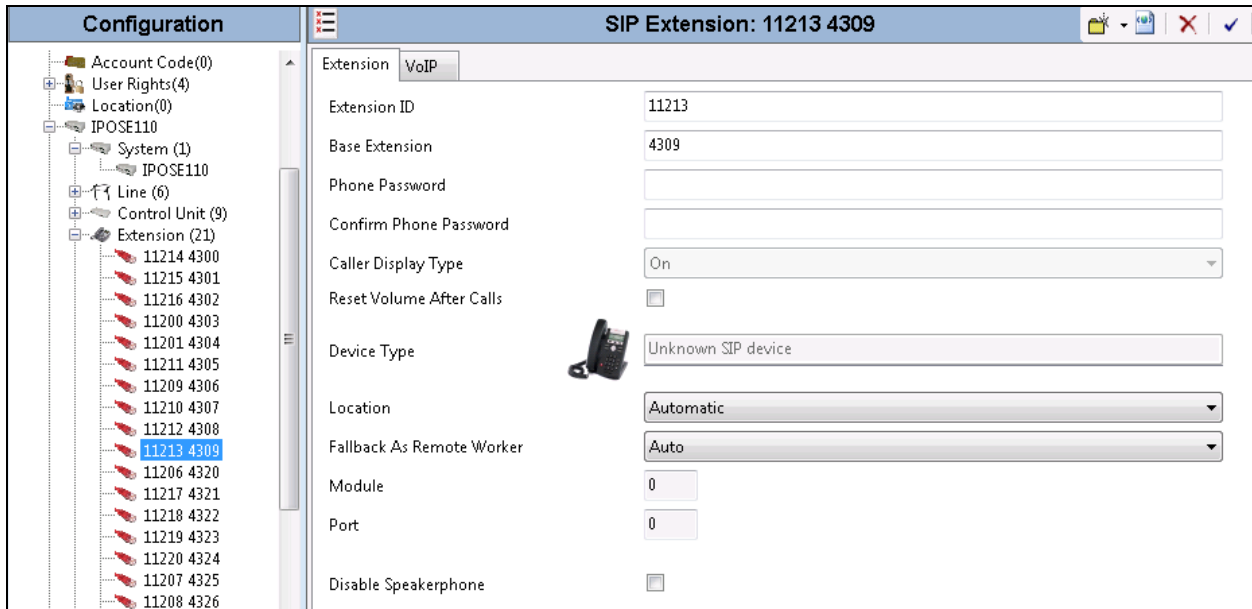 Configuration
SIP Extension: 11213 4309
Account Code(0)
User Rights(4)
Location(0)
IPOSE110
System (1)
IPOSE110
Line (6)
Control Unit (9)
Extension (21)
11214 4300
11215 4301
11216 4302
11200 4303
11201 4304
11211 4305
11209 4306
11210 4307
11212 4308
11213 4309
11206 4320
11217 4321
11218 4322
11219 4323
11220 4324
11207 4325
11208 4326
Extension VoIP
Extension ID 11213
Base Extension 4309
Phone Password
Confirm Phone Password
Caller Display Type On
Reset Volume After Calls
Device Type Unknown SIP device
Location Automatic
Fallback As Remote Worker Auto
Module 0
Port 0
Disable Speakerphone